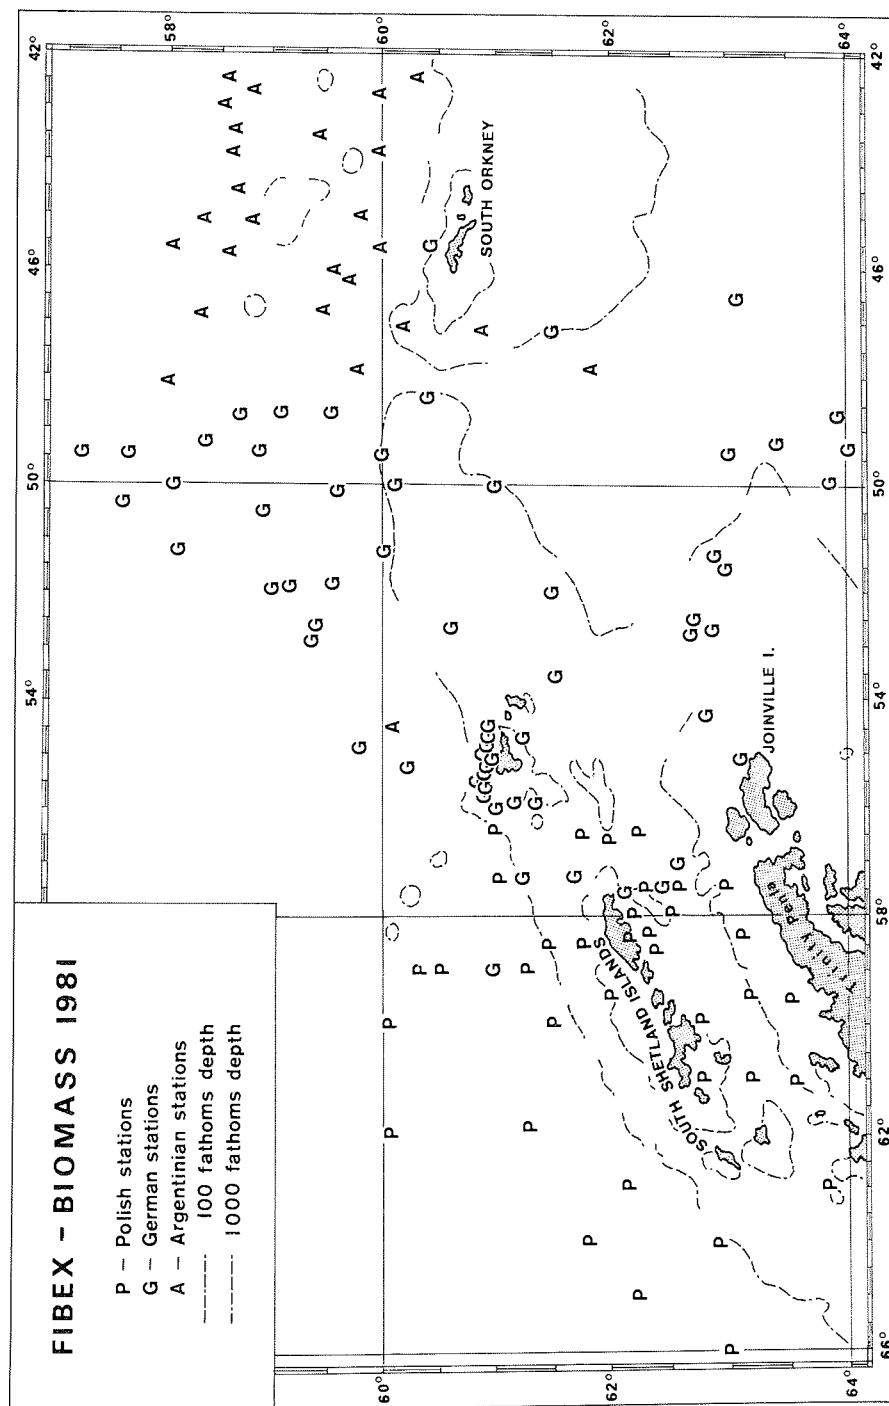 FIBEX – BIOMASS 1981
P – Polish stations
G – German stations
A – Argentinian stations
100 fathoms depth
1000 fathoms depth
54°
50°
46°
42°
58°
60°
62°
64°
60°
62°
64°
SOUTH ORKNEY
SOUTH SHETLAND ISLANDS
JOINVILLE I.
Trinity Penla
66°
62°
58°
54°
50°
46°
42°